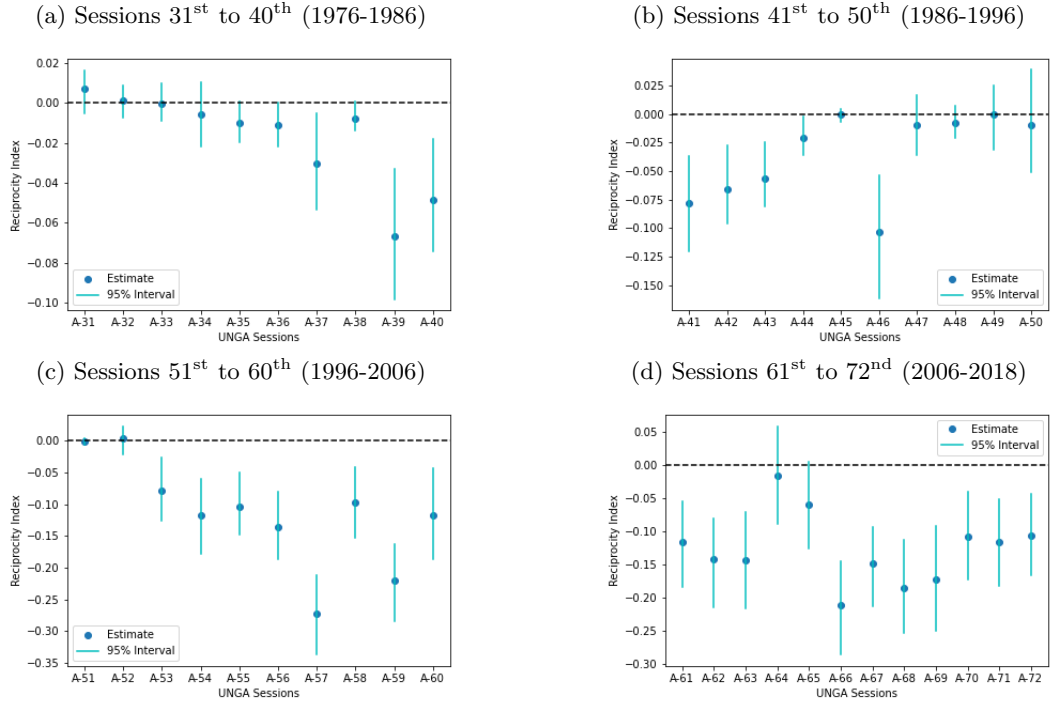 (a) Sessions 31st to 40th (1976-1986)
0.02
0.00
−0.02
−0.04
−0.06
−0.08
−0.10
Reciprocity Index
Estimate
95% Interval
A-31 A-32 A-33 A-34 A-35 A-36 A-37 A-38 A-39 A-40
UNGA Sessions
(b) Sessions 41st to 50th (1986-1996)
0.025
0.000
−0.025
−0.050
−0.075
−0.100
−0.125
−0.150
Reciprocity Index
Estimate
95% Interval
A-41 A-42 A-43 A-44 A-45 A-46 A-47 A-48 A-49 A-50
UNGA Sessions
(c) Sessions 51st to 60th (1996-2006)
0.00
−0.05
−0.10
−0.15
−0.20
−0.25
−0.30
−0.35
Reciprocity Index
Estimate
95% Interval
A-51 A-52 A-53 A-54 A-55 A-56 A-57 A-58 A-59 A-60
UNGA Sessions
(d) Sessions 61st to 72nd (2006-2018)
0.05
0.00
−0.05
−0.10
−0.15
−0.20
−0.25
−0.30
Reciprocity Index
Estimate
95% Interval
A-61 A-62 A-63 A-64 A-65 A-66 A-67 A-68 A-69 A-70 A-71 A-72
UNGA Sessions